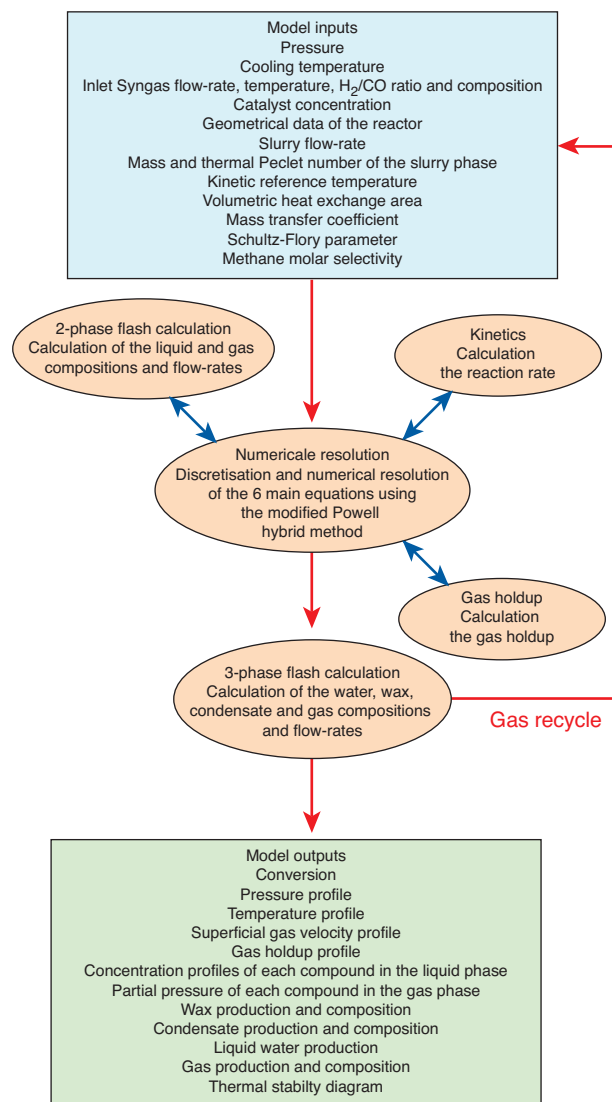 Model inputs
Pressure
Cooling temperature
Inlet Syngas flow-rate, temperature, H2/CO ratio and composition
Catalyst concentration
Geometrical data of the reactor
Slurry flow-rate
Mass and thermal Peclet number of the slurry phase
Kinetic reference temperature
Volumetric heat exchange area
Mass transfer coefficient
Schultz-Flory parameter
Methane molar selectivity
2-phase flash calculation
Calculation of the liquid and gas
compositions and flow-rates
Kinetics
Calculation
the reaction rate
Numericale resolution
Discretisation and numerical resolution
of the 6 main equations using
the modified Powell
hybrid method
Gas holdup
Calculation
the gas holdup
3-phase flash calculation
Calculation of the water, wax,
condensate and gas compositions
and flow-rates
Gas recycle
Model outputs
Conversion
Pressure profile
Temperature profile
Superficial gas velocity profile
Gas holdup profile
Concentration profiles of each compound in the liquid phase
Partial pressure of each compound in the gas phase
Wax production and composition
Condensate production and composition
Liquid water production
Gas production and composition
Thermal stabilty diagram